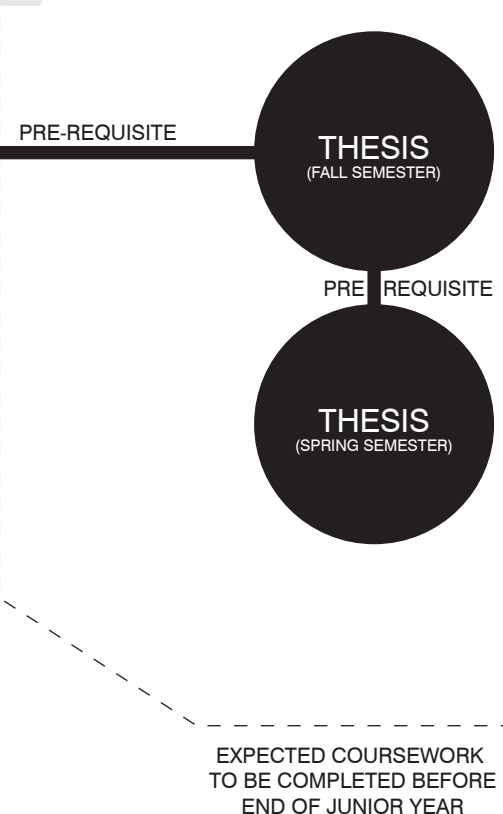 PRE-REQUISITE
THESIS
(FALL SEMESTER)
PRE REQUISITE
THESIS
(SPRING SEMESTER)
EXPECTED COURSEWORK
TO BE COMPLETED BEFORE
END OF JUNIOR YEAR